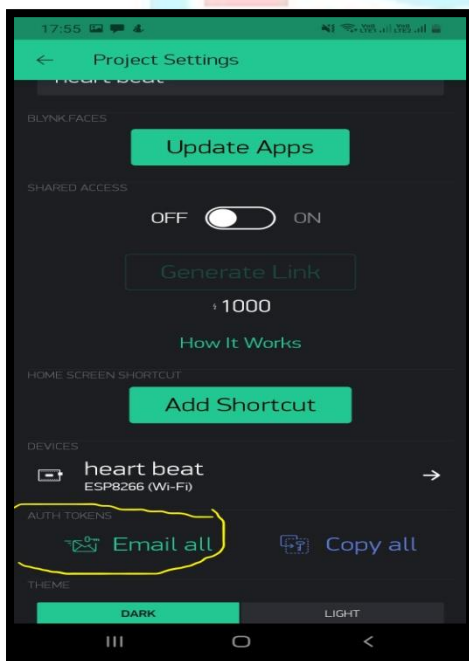 17:55
Project Settings
heart beat
BLYNK.FACES
Update Apps
SHARED ACCESS
OFF ON
Generate Link
1000
How It Works
HOME SCREEN SHORTCUT
Add Shortcut
DEVICES
heart beat
ESP8266 (Wi-Fi)
AUTH TOKENS
Email all Copy all
THEME
DARK LIGHT